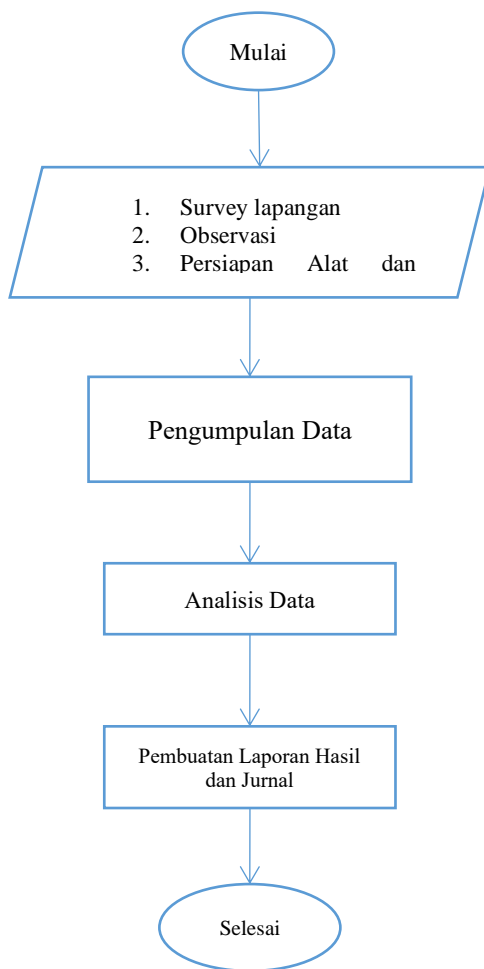 Mulai
1. Survey lapangan
2. Observasi
3. Persiapan Alat dan
Pengumpulan Data
Analisis Data
Pembuatan Laporan Hasil
dan Jurnal
Selesai